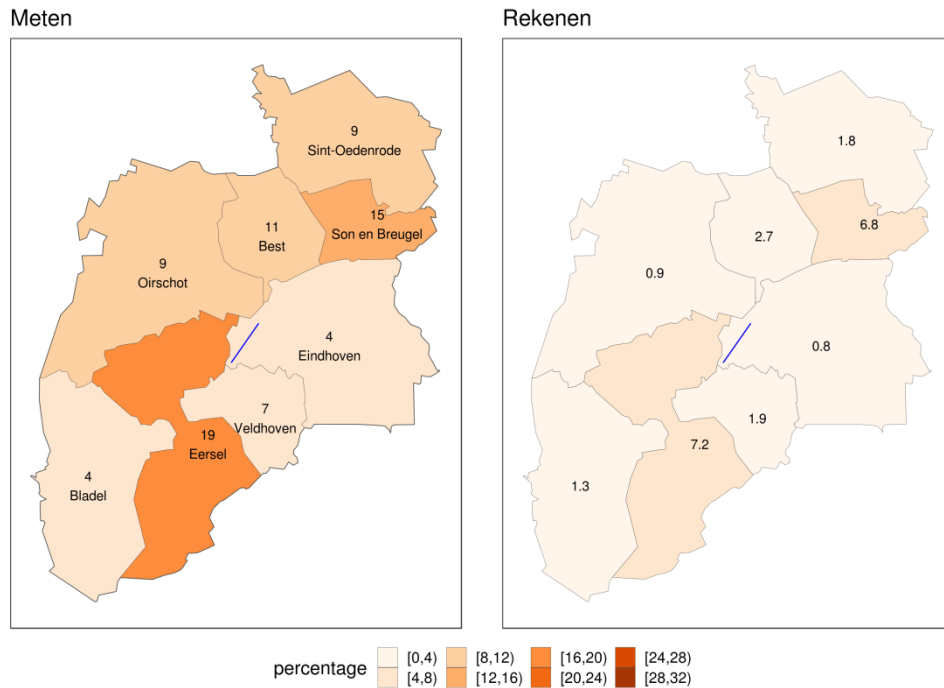 Meten
Rekenen
9
Sint-Oedenrode
15
Son en Breugel
11
Best
9
Oirschot
4
Eindhoven
7
Veldhoven
19
Eersel
4
Bladel
1.8
6.8
2.7
0.9
0.8
1.9
7.2
1.3
percentage
[0,4)
[4,8)
[8,12)
[12,16)
[16,20)
[20,24)
[24,28)
[28,32)